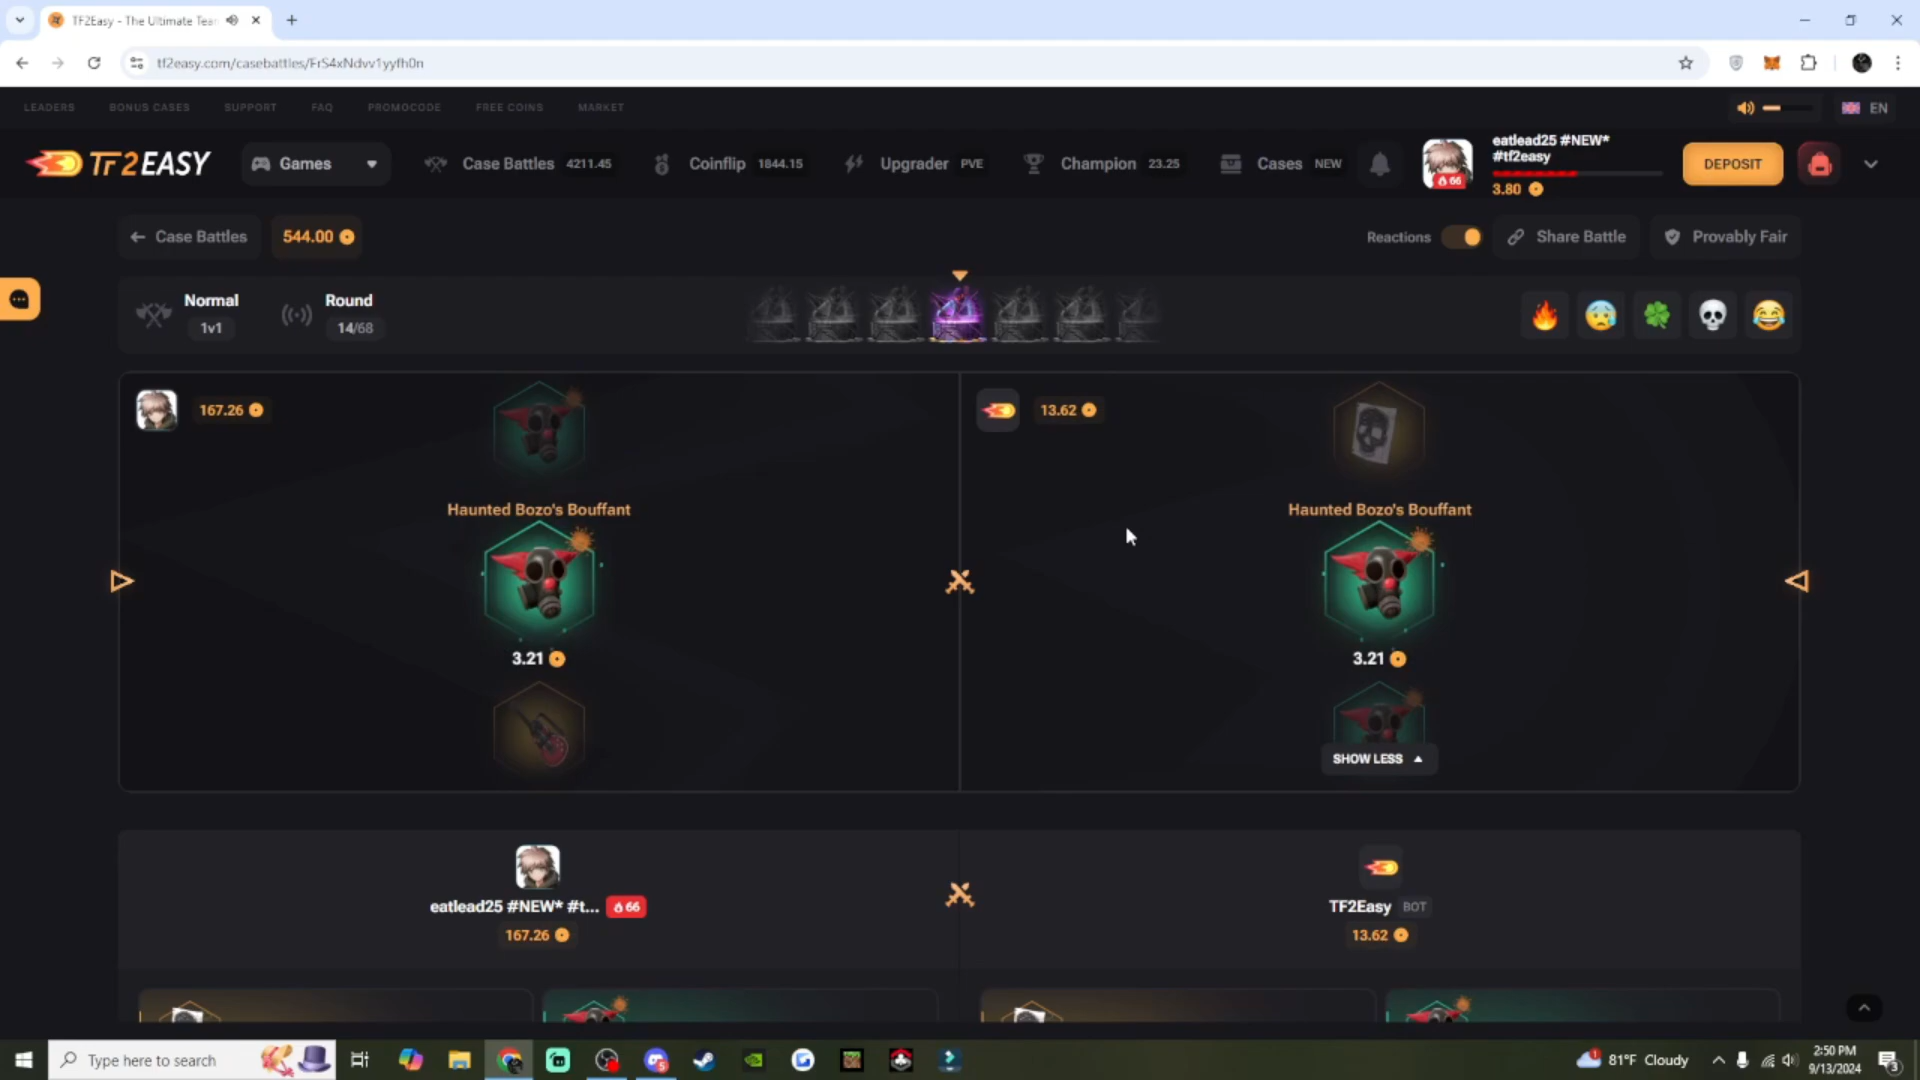 TF2Easy - The Ultimate Tear
tf2easy.com/casebattles/FrS4xNdvv1yyfh0n
LEADERS BONUS CASES SUPPORT FAQ PROMOCODE FREE COINS MARKET EN
TF2EASY Games Case Battles 4211.45 Coinflip 1844.15 Upgrader PVE Champion 23.25 Cases NEW
66
eatlead25 #NEW*
#tf2easy
3.80
DEPOSIT
Case Battles 544.00 Reactions Share Battle Provably Fair
Normal
1v1
Round
14/68
167.26 13.62
Haunted Bozo's Bouffant Haunted Bozo's Bouffant
3.21 3.21
SHOW LESS
eatlead25 #NEW* #t... 66 TF2Easy BOT
167.26 13.62
Type here to search
5
81°F Cloudy
2:50 PM
9/13/2024
3